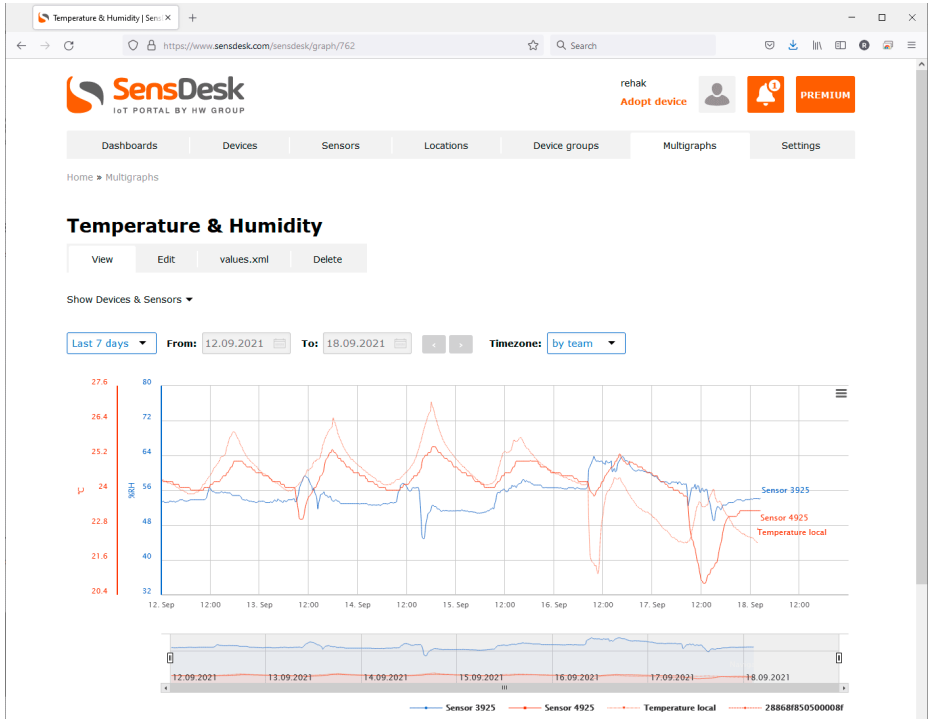 Temperature & Humidity | Sens
https://www.sensdesk.com/sensdesk/graph/762
Search
R
SensDesk
IoT PORTAL BY HW GROUP
rehak
Adopt device
1
PREMIUM
Dashboards Devices Sensors Locations Device groups Multigraphs Settings
Home » Multigraphs
Temperature & Humidity
View Edit values.xml Delete
Show Devices & Sensors
Last 7 days From: 12.09.2021 To: 18.09.2021 Timezone: by team
27.6 80
26.4 72
25.2 64
°C 24 %RH 56
22.8 48
21.6 40
20.4 32
Sensor 3925
Sensor 4925
Temperature local
12. Sep 12:00 13. Sep 12:00 14. Sep 12:00 15. Sep 12:00 16. Sep 12:00 17. Sep 12:00 18. Sep 12:00
12.09.2021 13.09.2021 14.09.2021 15.09.2021 16.09.2021 17.09.2021 18.09.2021
Sensor 3925 Sensor 4925 Temperature local 28868f850500008f